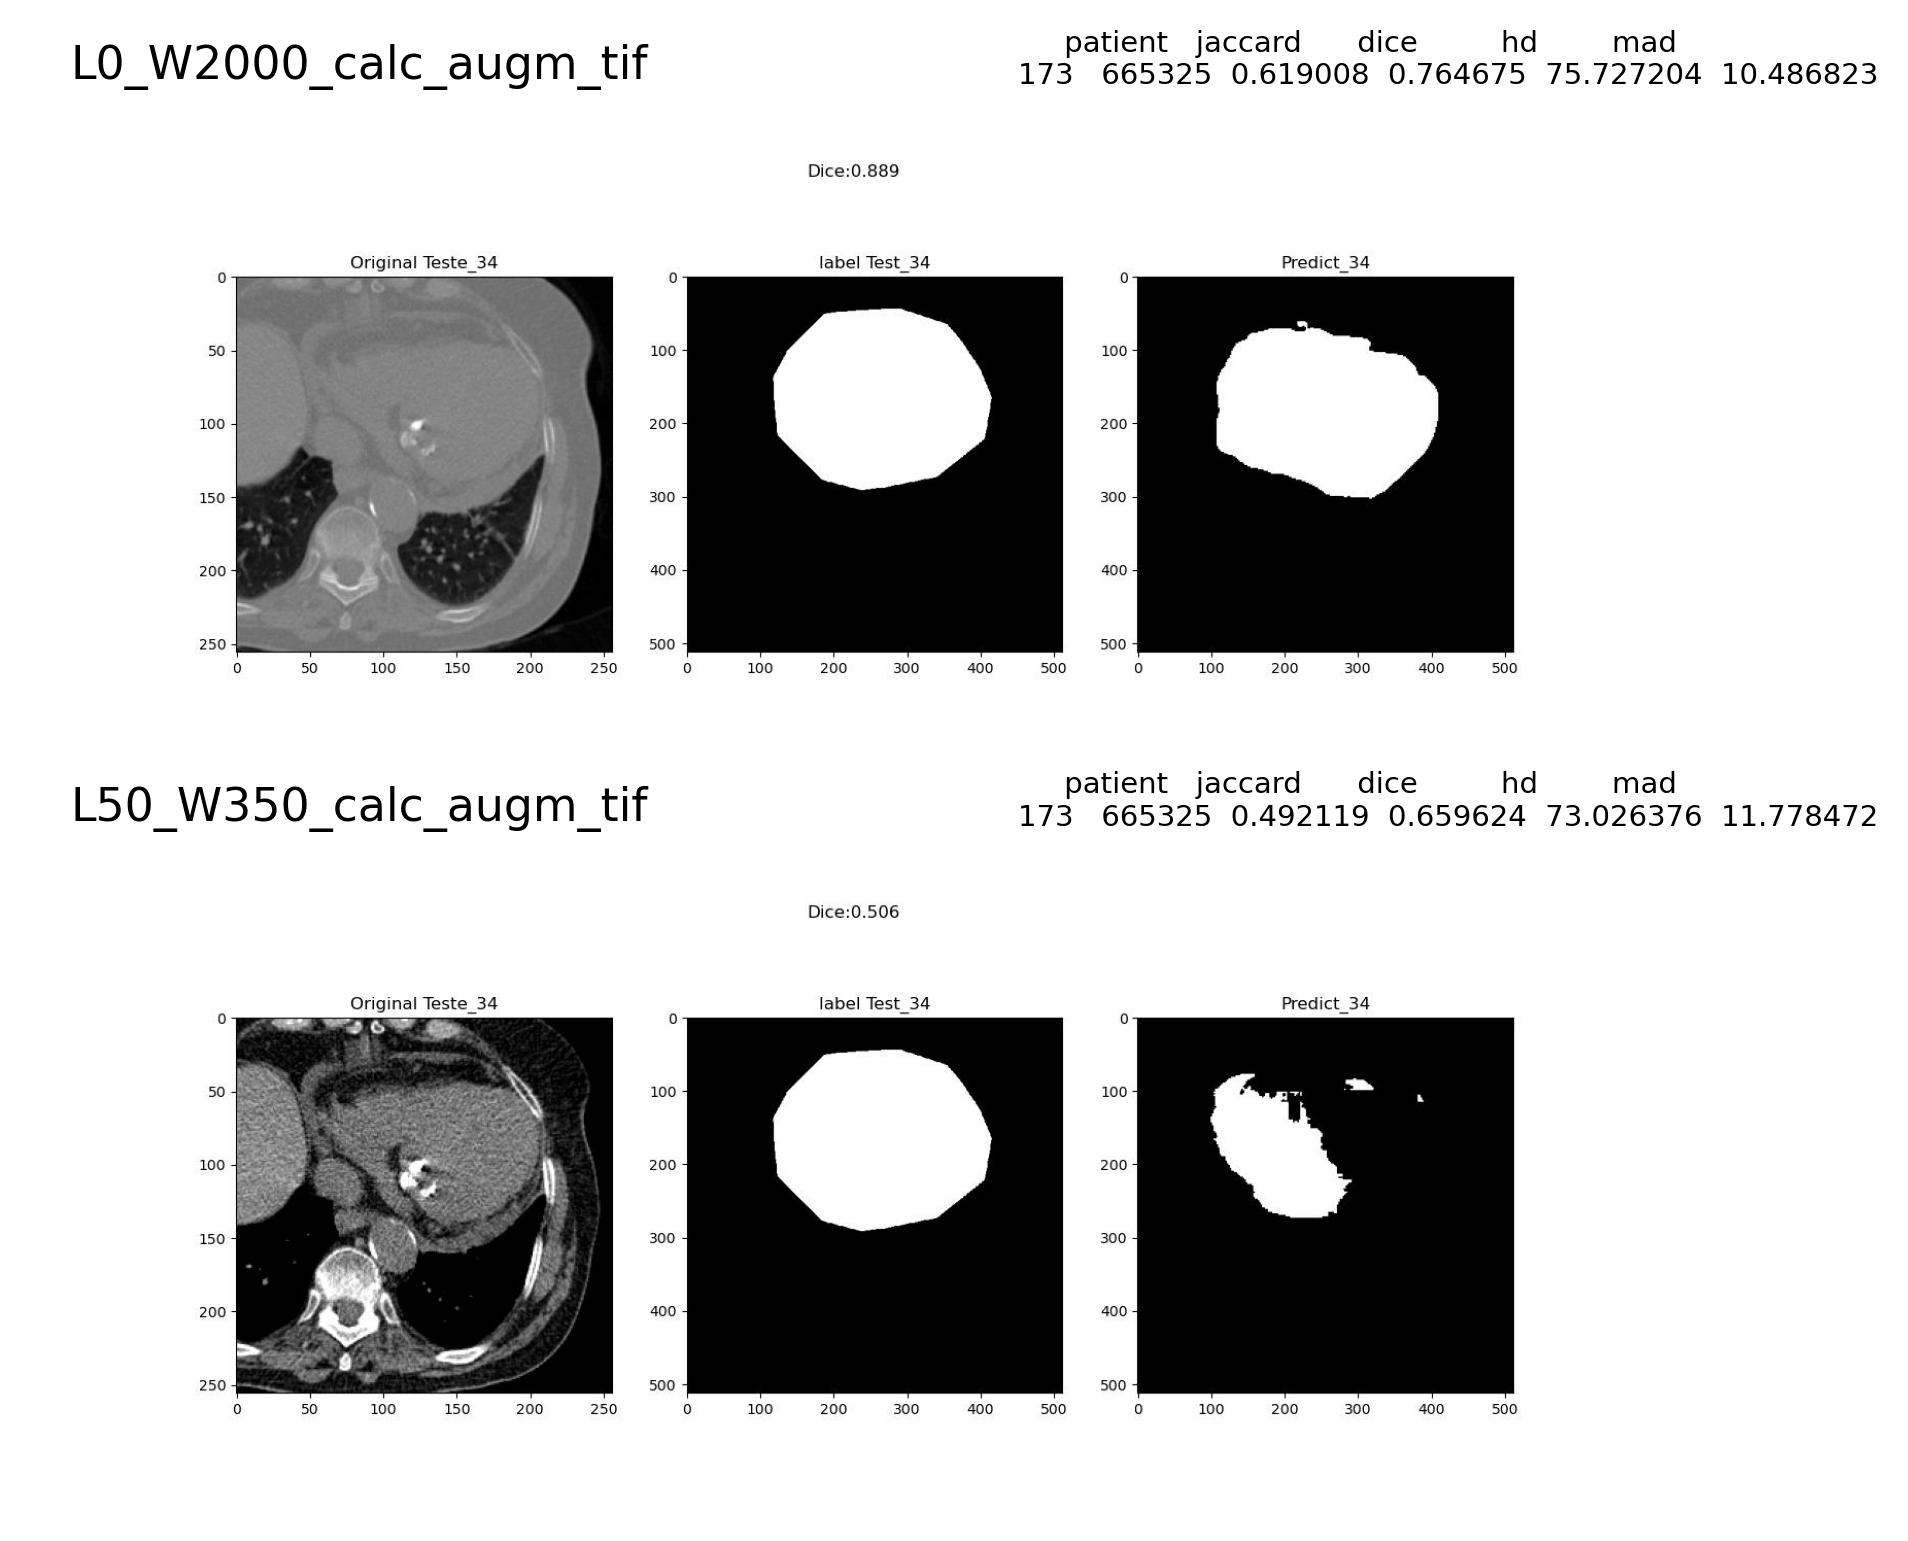 L0_W2000_calc_augm_tif
patient jaccard dice hd mad
173 665325 0.619008 0.764675 75.727204 10.486823
Dice:0.889
Original Teste_34
label Test_34
Predict_34
0
50
100
150
200
250
0 50 100 150 200 250
0
100
200
300
400
500
0 100 200 300 400 500
0
100
200
300
400
500
0 100 200 300 400 500
L50_W350_calc_augm_tif
patient jaccard dice hd mad
173 665325 0.492119 0.659624 73.026376 11.778472
Dice:0.506
Original Teste_34
label Test_34
Predict_34
0
50
100
150
200
250
0 50 100 150 200 250
0
100
200
300
400
500
0 100 200 300 400 500
0
100
200
300
400
500
0 100 200 300 400 500